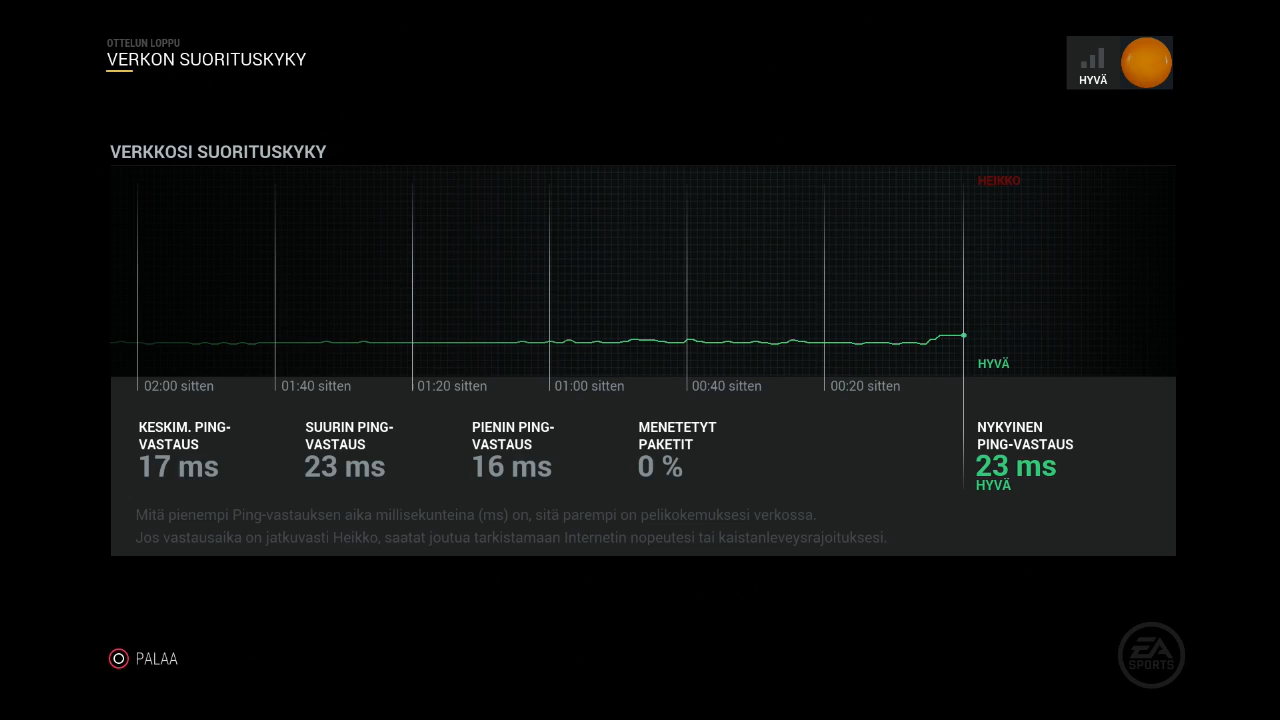 OTTELUN LOPPU
VERKON SUORITUSKYKY
HYVÄ
VERKKOSI SUORITUSKYKY
HEIKKO
HYVÄ
02:00 sitten
01:40 sitten
01:20 sitten
01:00 sitten
00:40 sitten
00:20 sitten
KESKIM. PING-
VASTAUS
17 ms
SUURIN PING-
VASTAUS
23 ms
PIENIN PING-
VASTAUS
16 ms
MENETETYT
PAKETIT
0 %
NYKYINEN
PING-VASTAUS
23 ms
HYVÄ
Mitä pienempi Ping-vastauksen aika millisekunteina (ms) on, sitä parempi on pelikokemuksesi verkossa.
Jos vastausaika on jatkuvasti Heikko, saatat joutua tarkistamaan Internetin nopeutesi tai kaistanleveysrajoituksesi.
PALAA
EA
SPORTS